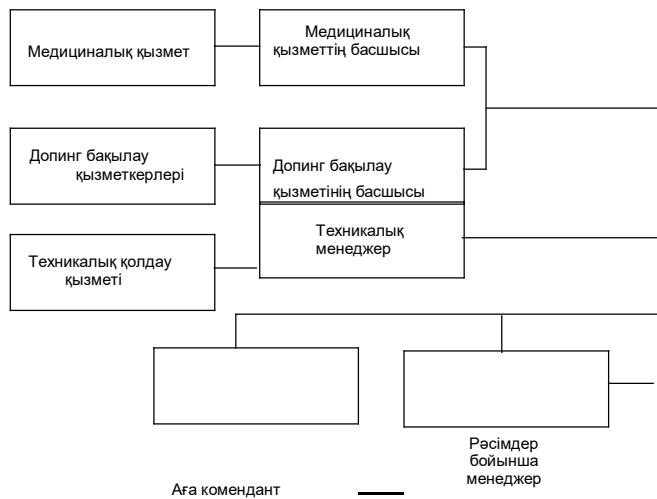 Медициналық қызмет
Медициналық
қызметтің басшысы
Допинг бақылау
қызметкерлері
Допинг бақылау
қызметінің басшысы
Техникалық
менеджер
Техникалық қолдау
қызметі
Рәсімдер
бойынша
менеджер
Аға комендант